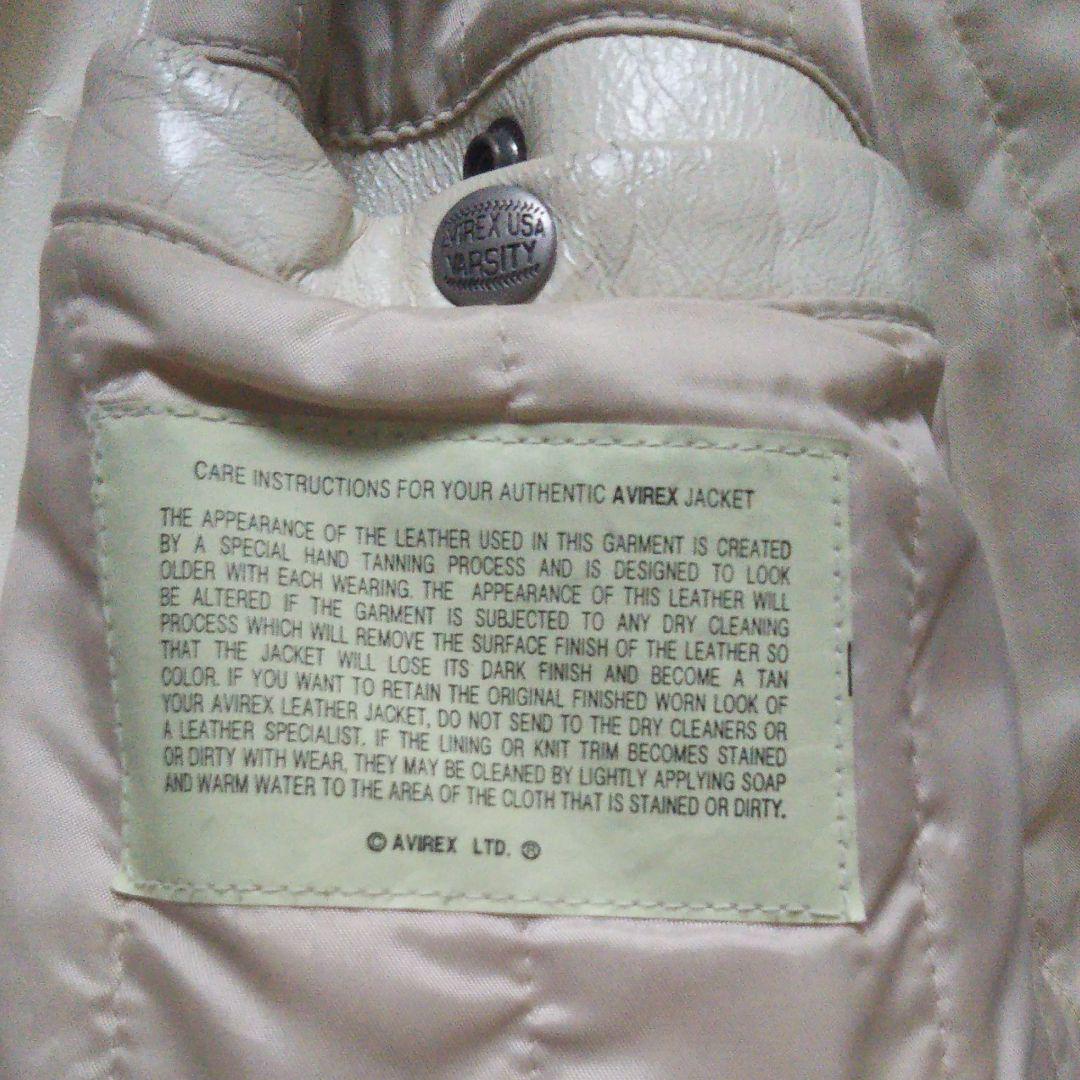 AVIREX USA
VARSITY
CARE INSTRUCTIONS FOR YOUR AUTHENTIC AVIREX JACKET
THE APPEARANCE OF THE LEATHER USED IN THIS GARMENT IS CREATED
BY A SPECIAL HAND TANNING PROCESS AND IS DESIGNED TO LOOK
OLDER WITH EACH WEARING. THE APPEARANCE OF THIS LEATHER WILL
BE ALTERED IF THE GARMENT IS SUBJECTED TO ANY DRY CLEANING
PROCESS WHICH WILL REMOVE THE SURFACE FINISH OF THE LEATHER SO
THAT THE JACKET WILL LOSE ITS DARK FINISH AND BECOME A TAN
COLOR. IF YOU WANT TO RETAIN THE ORIGINAL FINISHED WORN LOOK OF
YOUR AVIREX LEATHER JACKET, DO NOT SEND TO THE DRY CLEANERS OR
A LEATHER SPECIALIST. IF THE LINING OR KNIT TRIM BECOMES STAINED
OR DIRTY WITH WEAR, THEY MAY BE CLEANED BY LIGHTLY APPLYING SOAP
AND WARM WATER TO THE AREA OF THE CLOTH THAT IS STAINED OR DIRTY.
© AVIREX LTD. ®